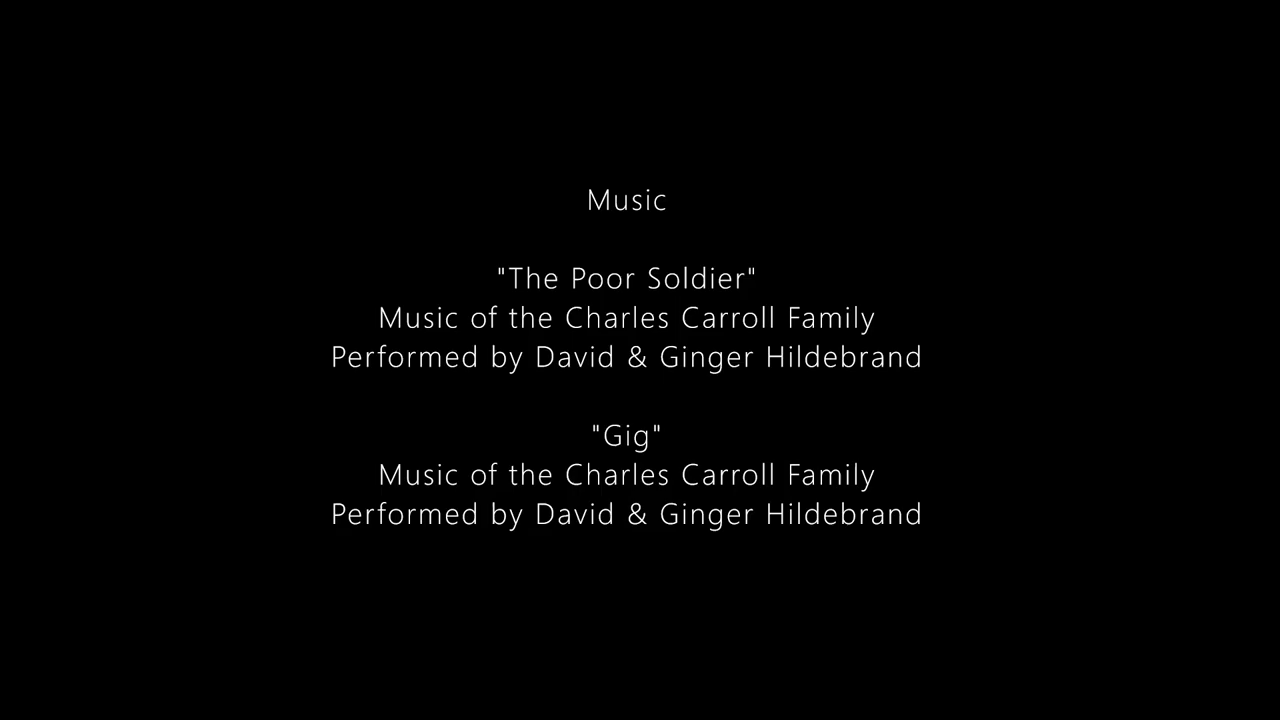 Music
"The Poor Soldier"
Music of the Charles Carroll Family
Performed by David & Ginger Hildebrand
"Gig"
Music of the Charles Carroll Family
Performed by David & Ginger Hildebrand